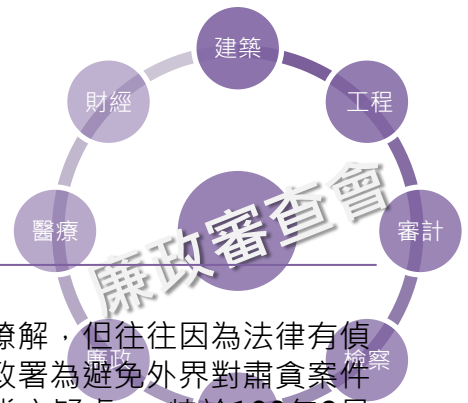 建築
財經
工程
醫療
審計
廉政審查會
瞭解，但往往因為法律有偵
廉政
檢察
政署為避免外界對肅貪案件